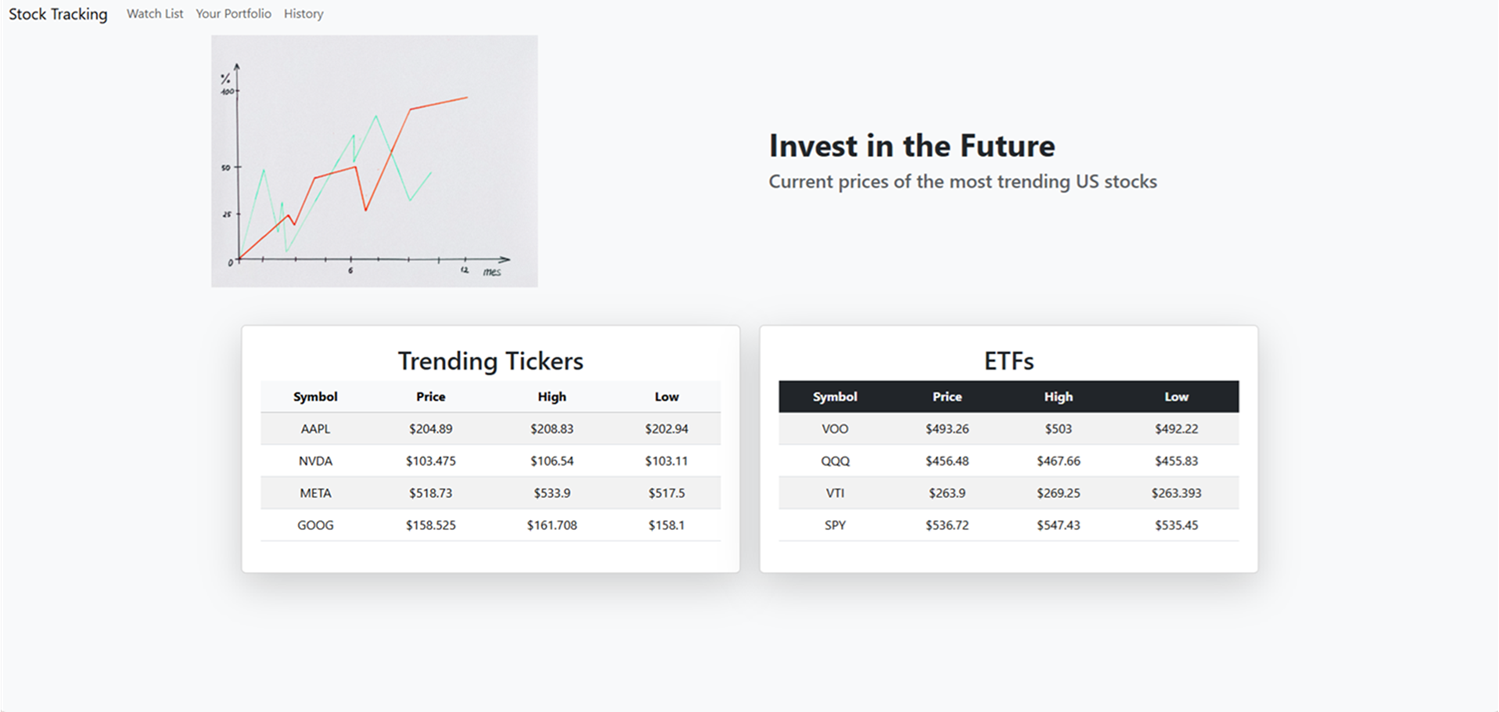 Stock Tracking Watch List Your Portfolio History
%
100
50
25
0
6 12 mes
Invest in the Future
Current prices of the most trending US stocks
Trending Tickers
Symbol Price High Low
AAPL $204.89 $208.83 $202.94
NVDA $103.475 $106.54 $103.11
META $518.73 $533.9 $517.5
GOOG $158.525 $161.708 $158.1
ETFs
Symbol Price High Low
VOO $493.26 $503 $492.22
QQQ $456.48 $467.66 $455.83
VTI $263.9 $269.25 $263.393
SPY $536.72 $547.43 $535.45